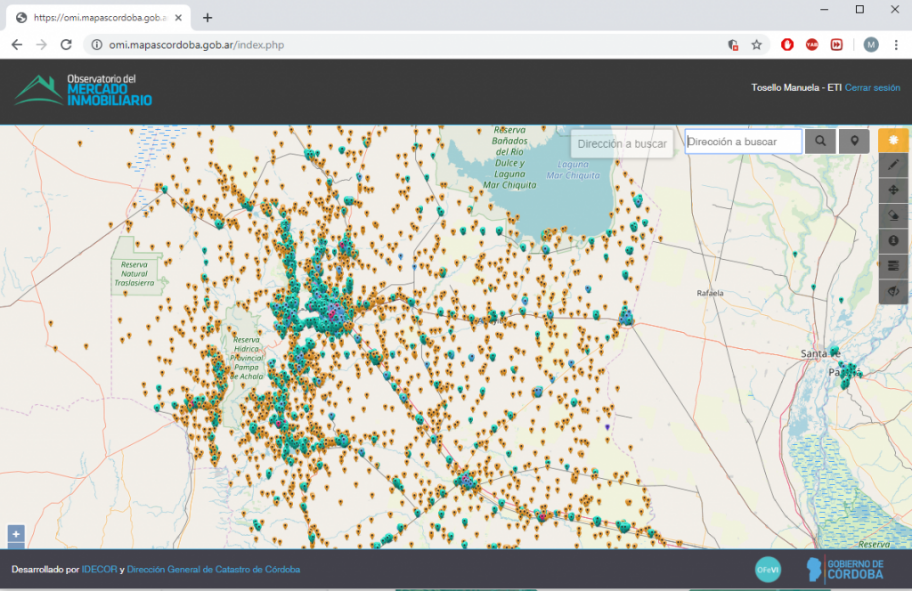 https://omi.mapascordoba.gob.a
omi.mapascordoba.gob.ar/index.php
M
Observatorio del
MERCADO
INMOBILIARIO
Tosello Manuela - ETI Cerrar sesión
Reserva
Bañados
del Río
Dulce y
Laguna
Mar Chiquita
Laguna
Mar Chiquita
Dirección a buscar
Dirección a buscar
Reserva
Natural
Traslasierra
Rafaela
Reserva
Hídrica
Provincial
Pampa
de Achala
Santa Fe
Reserva
+
Desarrollado por IDECOR y Dirección General de Catastro de Córdoba
OFeVI
GOBIERNO DE
CÓRDOBA